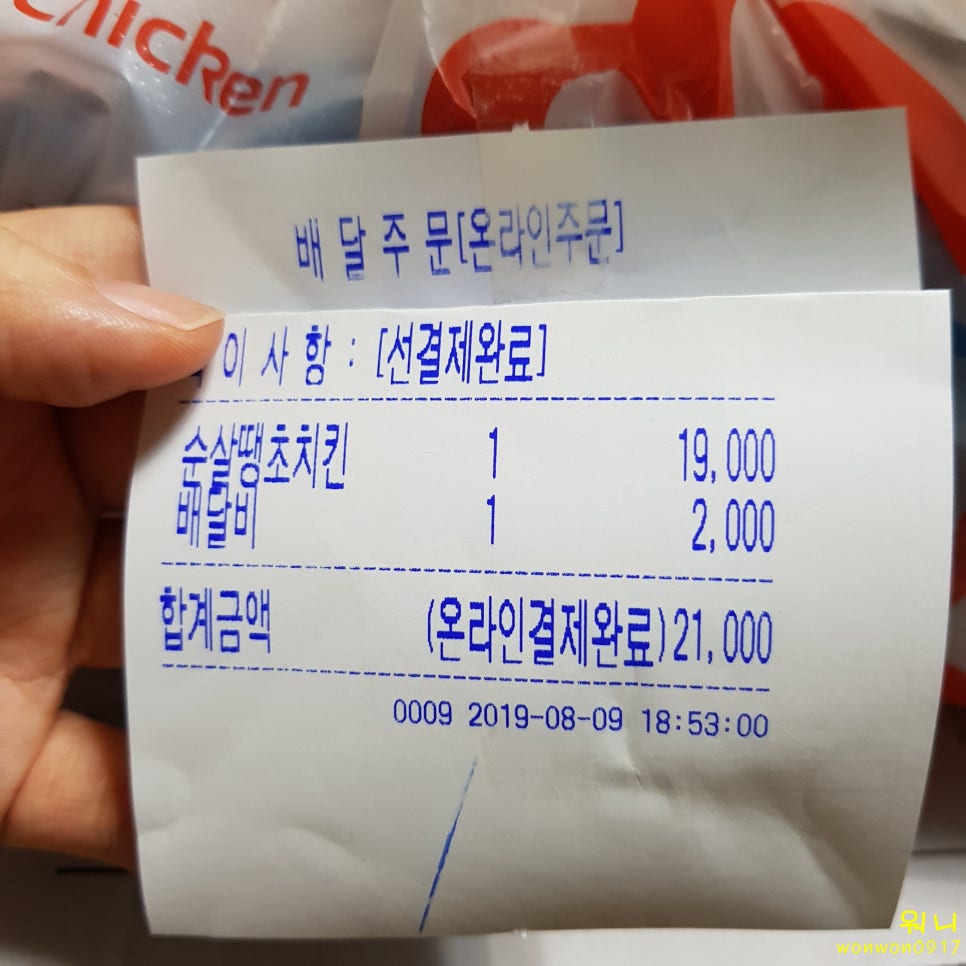 chicken
배 달 주 문[온라인주문]
이 사 항 : [선결제완료]
순살땡초치킨 1 19,000
배달비 1 2,000
합계금액 (온라인결제완료)21,000
0009 2019-08-09 18:53:00
워니
wonwon0917